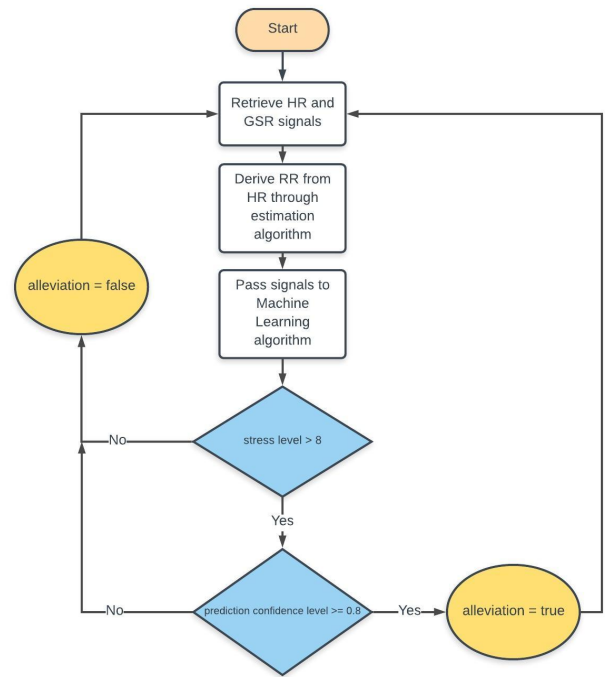 Start
Retrieve HR and
GSR signals
Derive RR from
HR through
estimation
algorithm
alleviation = false
Pass signals to
Machine
Learning
algorithm
No
stress level > 8
Yes
No
prediction confidence level >= 0.8
Yes
alleviation = true